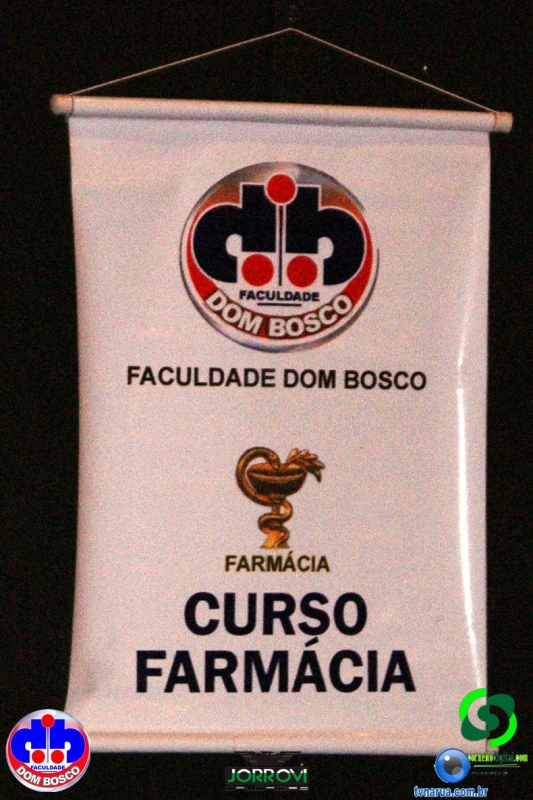 FACULDADE
DOM BOSCO
FACULDADE DOM BOSCO
FARMÁCIA
CURSO
FARMÁCIA
FACULDADE
DOM BOSCO
JORROVI
tvnarua.com.br